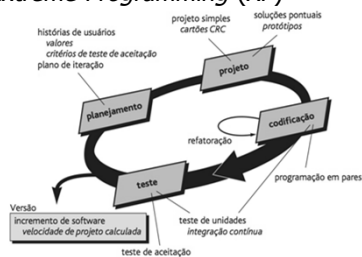 Extreme Programming (XP)
projeto simples
cartões CRC
soluções pontuais
protótipos
histórias de usuários
valores
critérios de teste de aceitação
plano de iteração
projeto
planejamento
codificação
refatoração
programação em pares
teste
teste de unidades
integração contínua
teste de aceitação
Versão
incremento de software
velocidade de projeto calculada